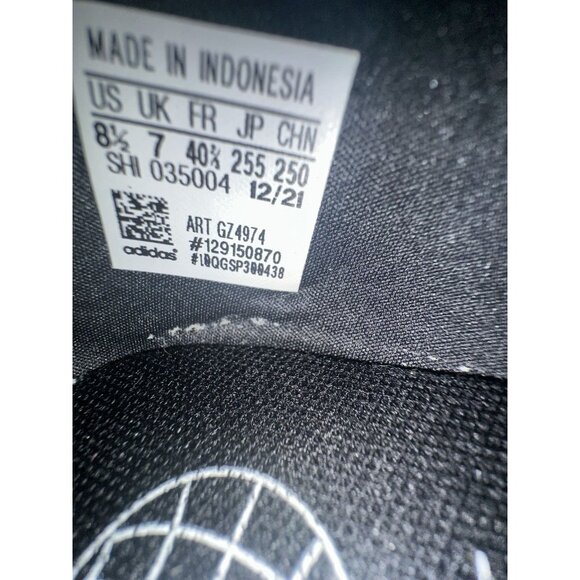 MADE IN INDONESIA
US UK FR JP CHN
8½ 7 40⅔ 255 250
SHI 035004 12/21
ART GZ4974
#129150870
#10QGSP300438
adidas